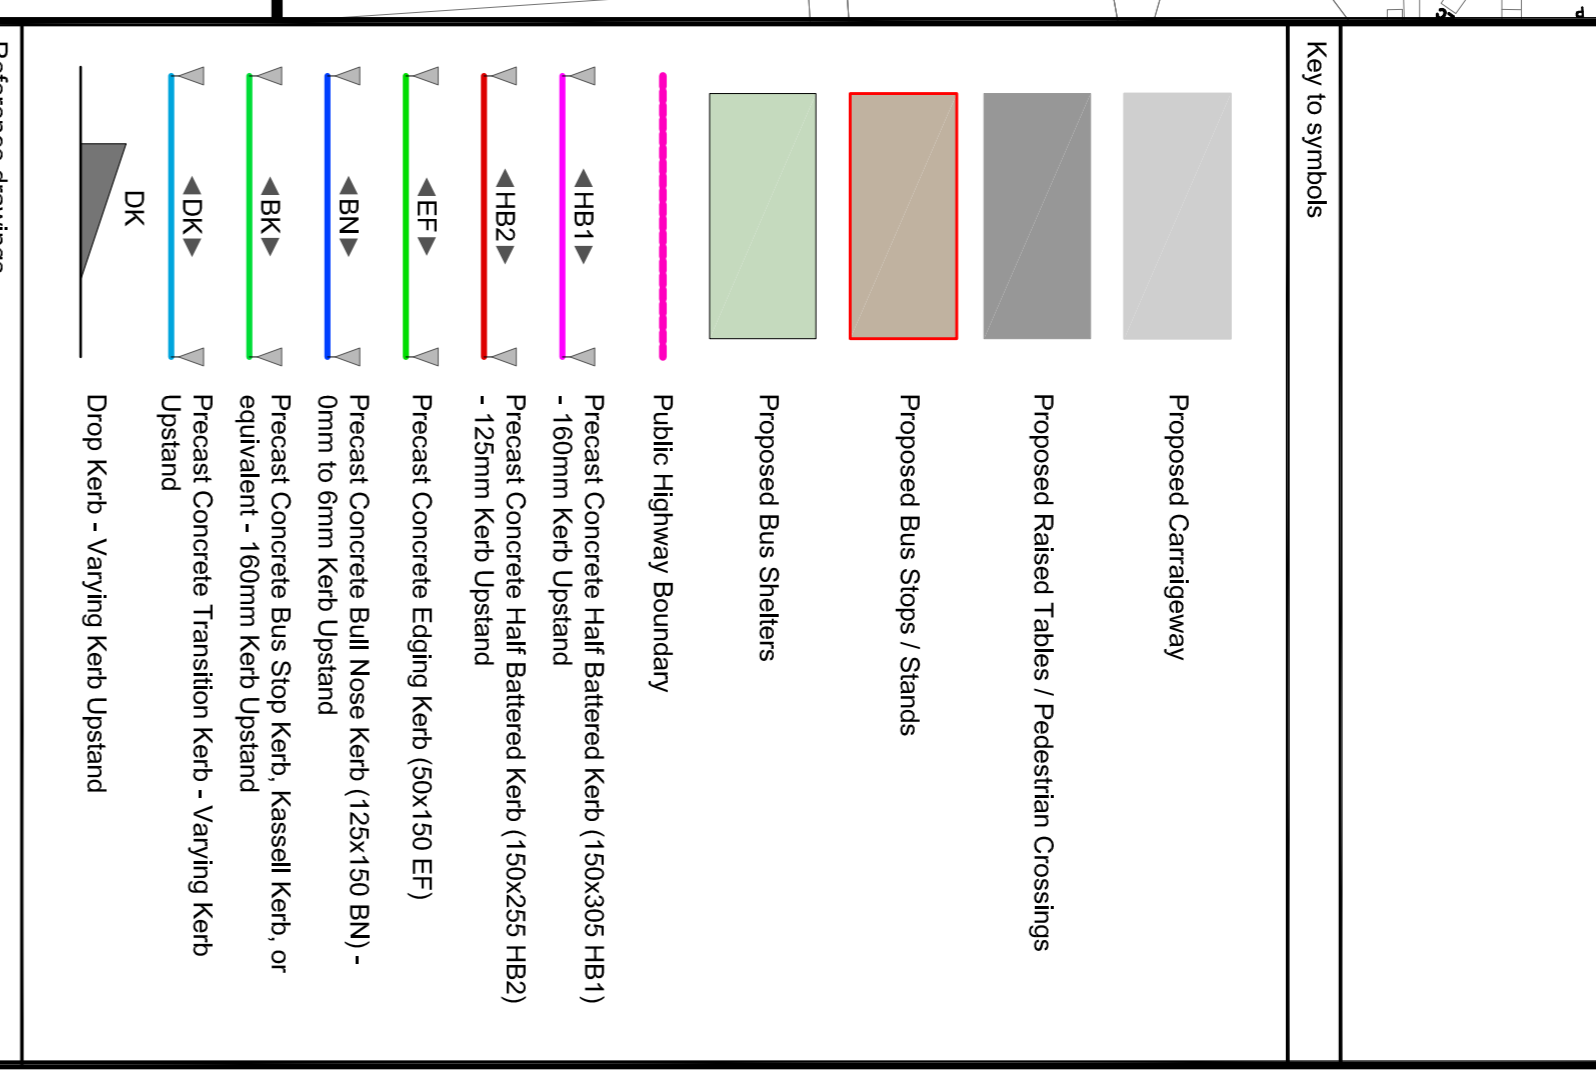 Key to symbols
Proposed Carraigeway
Proposed Raised Tables / Pedestrian Crossings
Proposed Bus Stops / Stands
Proposed Bus Shelters
Public Highway Boundary
HB1
Precast Concrete Half Battered Kerb (150x305 HB1)
- 160mm Kerb Upstand
HB2
Precast Concrete Half Battered Kerb (150x255 HB2)
- 125mm Kerb Upstand
EF
Precast Concrete Edging Kerb (50x150 EF)
BN
Precast Concrete Bull Nose Kerb (125x150 BN) -
0mm to 6mm Kerb Upstand
BK
Precast Concrete Bus Stop Kerb, Kassell Kerb, or
equivalent - 160mm Kerb Upstand
DK
Precast Concrete Transition Kerb - Varying Kerb
Upstand
DK
Drop Kerb - Varying Kerb Upstand
Reference drawings